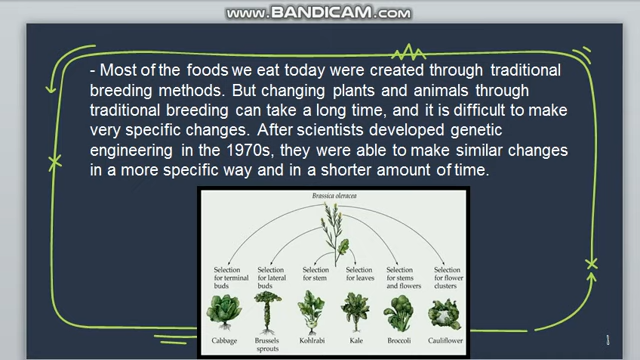 www.BANDICAM.com
- Most of the foods we eat today were created through traditional
breeding methods. But changing plants and animals through
traditional breeding can take a long time, and it is difficult to make
very specific changes. After scientists developed genetic
engineering in the 1970s, they were able to make similar changes
in a more specific way and in a shorter amount of time.
Brassica oleracea
Selection for terminal buds
Selection for lateral buds
Selection for stem
Selection for leaves
Selection for stems and flowers
Selection for flower clusters
Cabbage
Brussels sprouts
Kohlrabi
Kale
Broccoli
Cauliflower